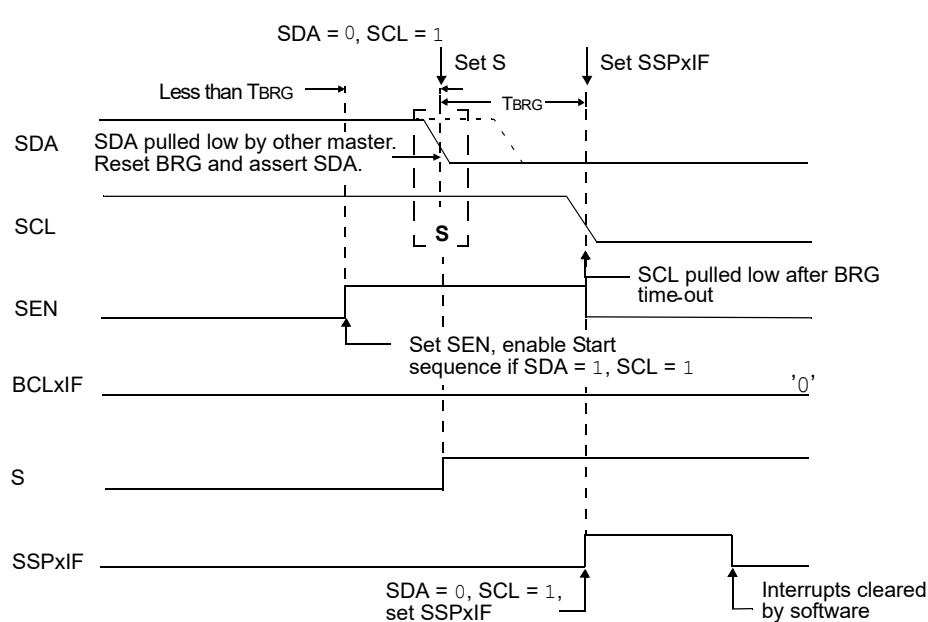 SDA = 0, SCL = 1
Set S
Set SSPxIF
Less than TBRG
TBRG
SDA
SDA pulled low by other master.
Reset BRG and assert SDA.
SCL
S
SCL pulled low after BRG
time-out
SEN
Set SEN, enable Start
sequence if SDA = 1, SCL = 1
BCLxIF
'0'
S
SSPxIF
SDA = 0, SCL = 1,
set SSPxIF
Interrupts cleared
by software